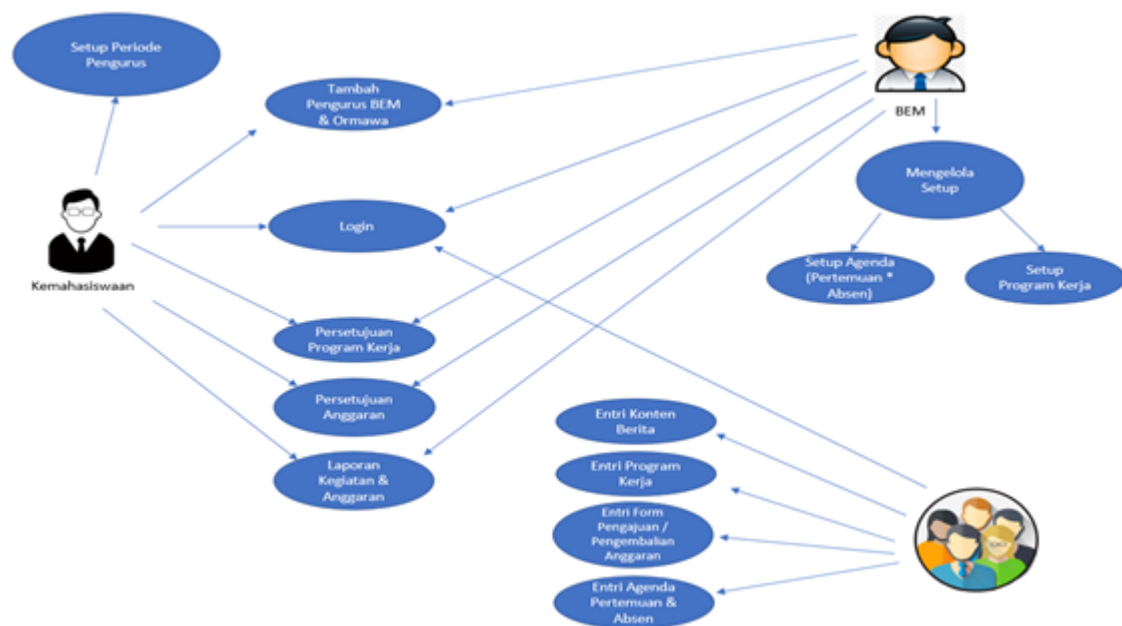 Setup Periode
Pengurus
Tambah
Pengurus BEM
& Ormawa
BEM
Mengelola
Setup
Login
Setup Agenda
(Pertemuan *
Absen)
Setup
Program Kerja
Kemahasiswaan
Persetujuan
Program Kerja
Persetujuan
Anggaran
Laporan
Kegiatan &
Anggaran
Entri Konten
Berita
Entri Program
Kerja
Entri Form
Pengajuan /
Pengembalian
Anggaran
Entri Agenda
Pertemuan &
Absen